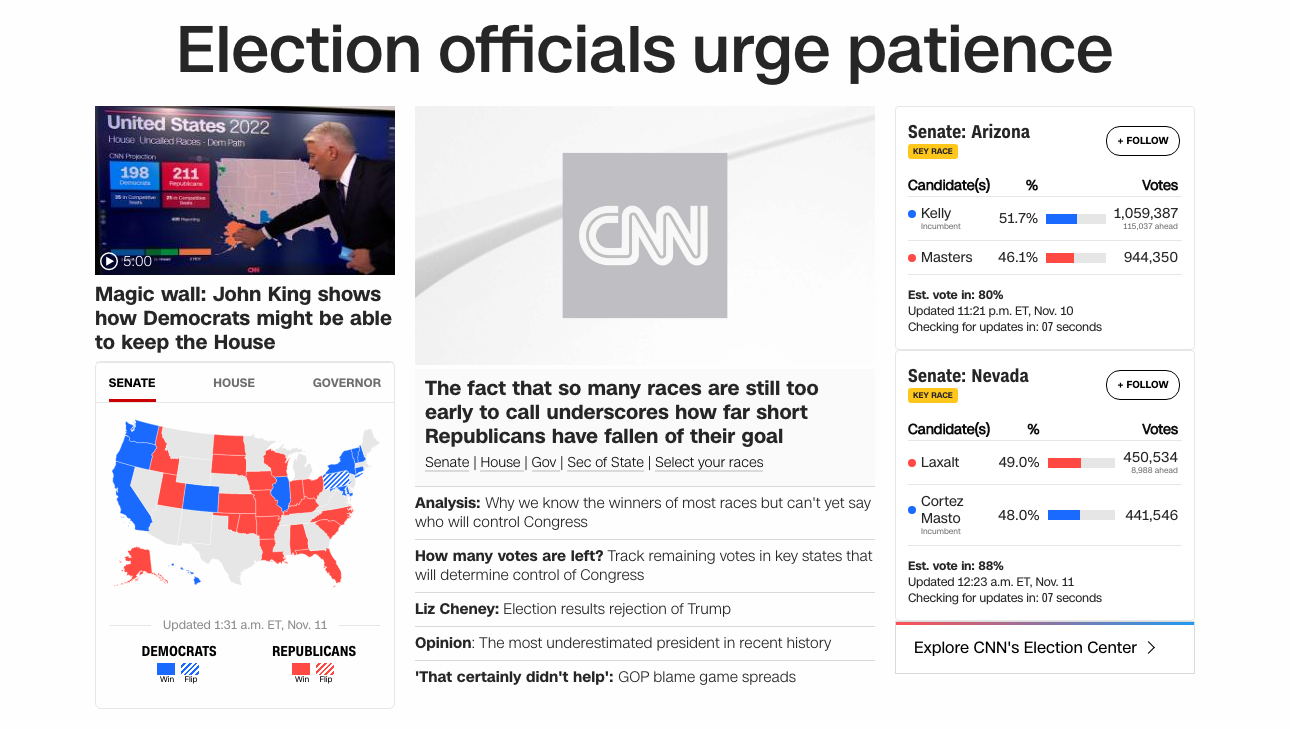 Election officials urge patience
United States 2022
House Uncalled Races - Dem Path
CNN Projection
198
Democrats
211
Republicans
CNN
5:00
Magic wall: John King shows
how Democrats might be able
to keep the House
SENATE HOUSE GOVERNOR
Updated 1:31 a.m. ET, Nov. 11
DEMOCRATS REPUBLICANS
Win Flip Win Flip
CNN
The fact that so many races are still too
early to call underscores how far short
Republicans have fallen of their goal
Senate | House | Gov | Sec of State | Select your races
Analysis: Why we know the winners of most races but can't yet say
who will control Congress
How many votes are left? Track remaining votes in key states that
will determine control of Congress
Liz Cheney: Election results rejection of Trump
Opinion: The most underestimated president in recent history
'That certainly didn't help': GOP blame game spreads
Senate: Arizona
KEY RACE
+ FOLLOW
Candidate(s) % Votes
Kelly 51.7% 1,059,387
Incumbent 115,037 ahead
Masters 46.1% 944,350
Est. vote in: 80%
Updated 11:21 p.m. ET, Nov. 10
Checking for updates in: 07 seconds
Senate: Nevada
KEY RACE
+ FOLLOW
Candidate(s) % Votes
Laxalt 49.0% 450,534
8,988 ahead
Cortez
Masto 48.0% 441,546
Incumbent
Est. vote in: 88%
Updated 12:23 a.m. ET, Nov. 11
Checking for updates in: 07 seconds
Explore CNN's Election Center